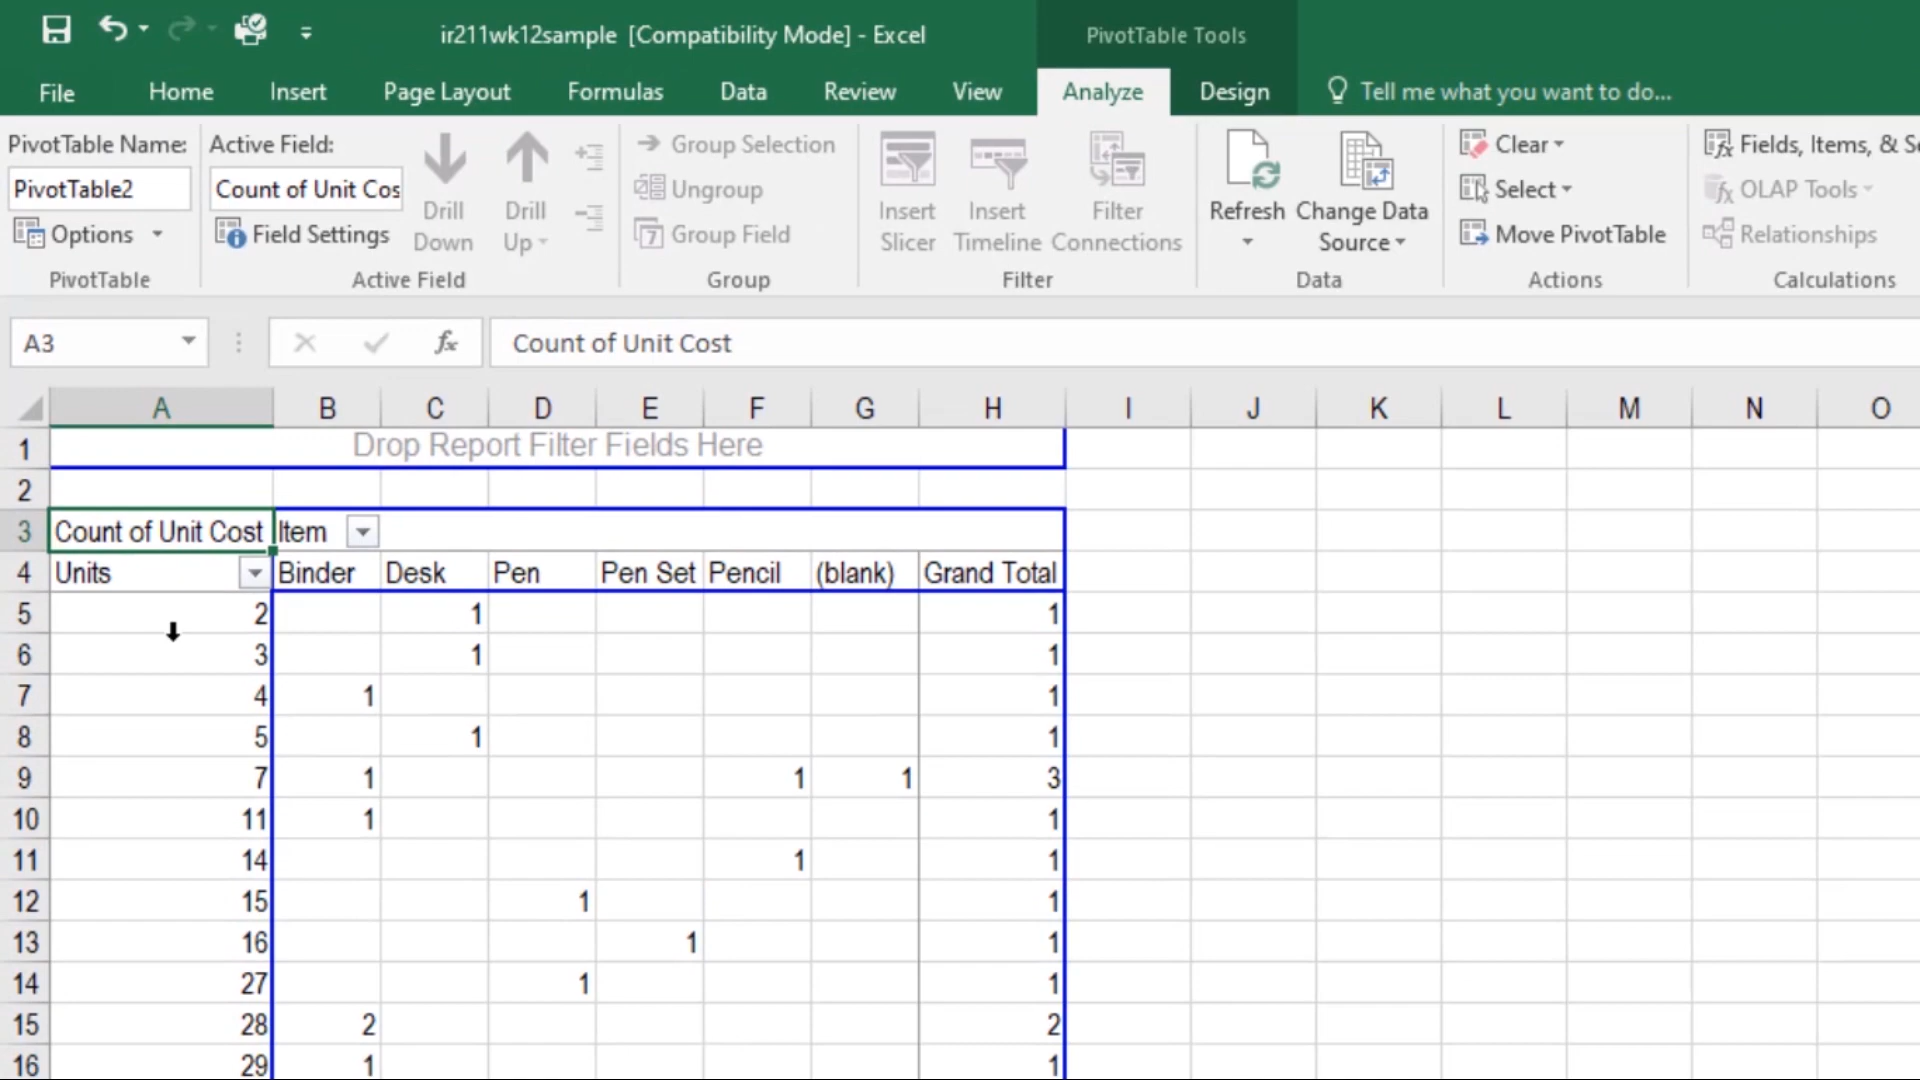 ir211wk12sample [Compatibility Mode] - Excel
PivotTable Tools
File Home Insert Page Layout Formulas Data Review View Analyze Design Tell me what you want to do...
PivotTable Name:
PivotTable2
Options
PivotTable
Active Field:
Count of Unit Cos
Field Settings
Drill Down
Drill Up
Active Field
Group Selection
Ungroup
7 Group Field
Group
Insert Slicer
Insert Timeline
Filter Connections
Filter
Refresh
Change Data Source
Data
Clear
Select
Move PivotTable
Actions
Fields, Items, & S
OLAP Tools
Relationships
Calculations
A3 fx Count of Unit Cost
A B C D E F G H I J K L M N O
1 Drop Report Filter Fields Here
2
3 Count of Unit Cost Item
4 Units Binder Desk Pen Pen Set Pencil (blank) Grand Total
5 2 1 1
6 3 1 1
7 4 1 1
8 5 1 1
9 7 1 1 1 3
10 11 1 1
11 14 1 1
12 15 1 1
13 16 1 1
14 27 1 1
15 28 2 2
16 29 1 1